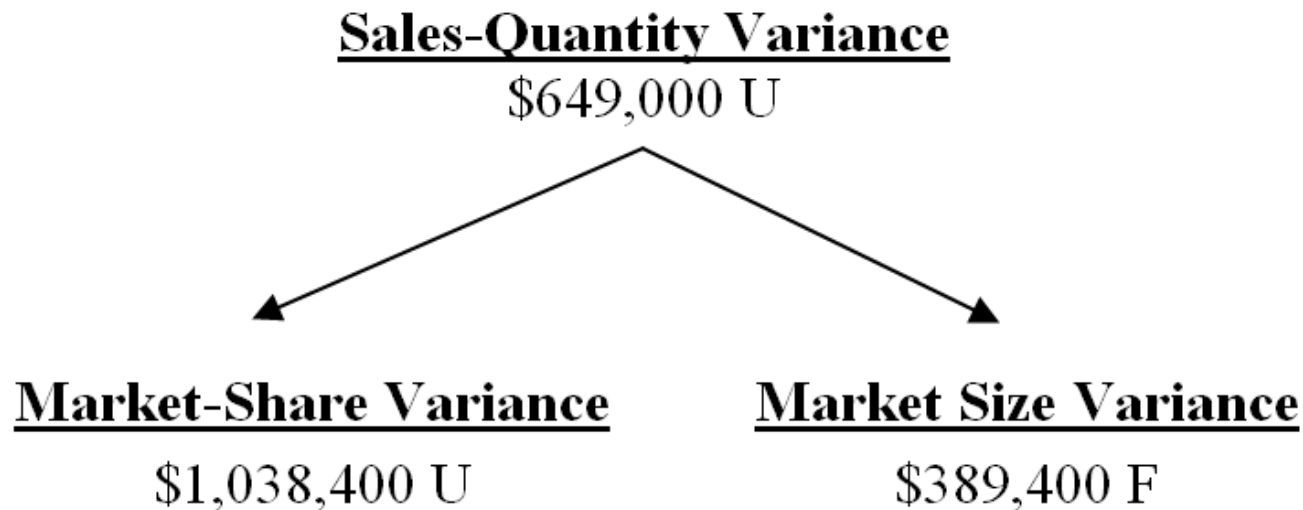 Sales-Quantity Variance
$649,000 U
Market-Share Variance
$1,038,400 U
Market Size Variance
$389,400 F